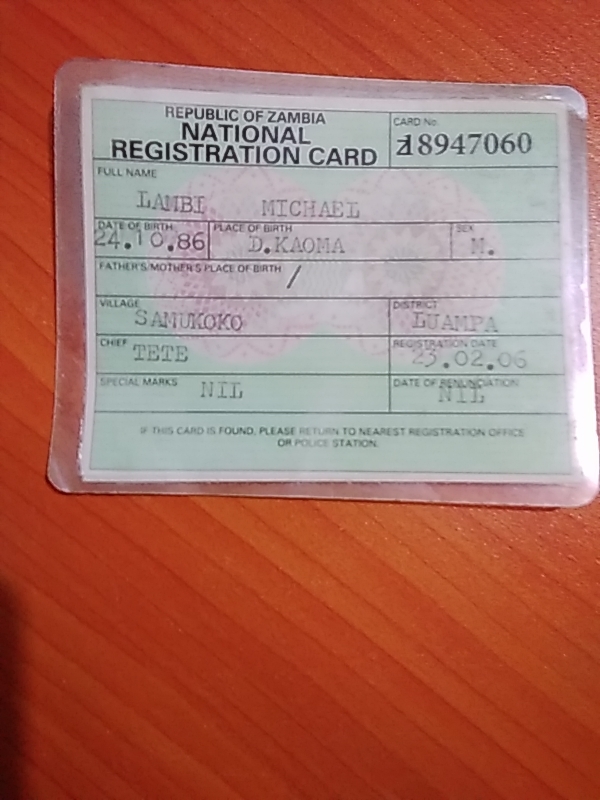 REPUBLIC OF ZAMBIA
NATIONAL
REGISTRATION CARD
CARD No.
218947060
FULL NAME
LAMBI MICHAEL
DATE OF BIRTH PLACE OF BIRTH SEX
24.10.86 D.KAOMA M.
FATHER'S/MOTHER'S PLACE OF BIRTH /
VILLAGE DISTRICT
SAMUKOKO LUAMPA
CHIEF TETE REGISTRATION DATE
23.02.06
SPECIAL MARKS NIL DATE OF RENUNCIATION
NIL
IF THIS CARD IS FOUND, PLEASE RETURN TO NEAREST REGISTRATION OFFICE
OR POLICE STATION.